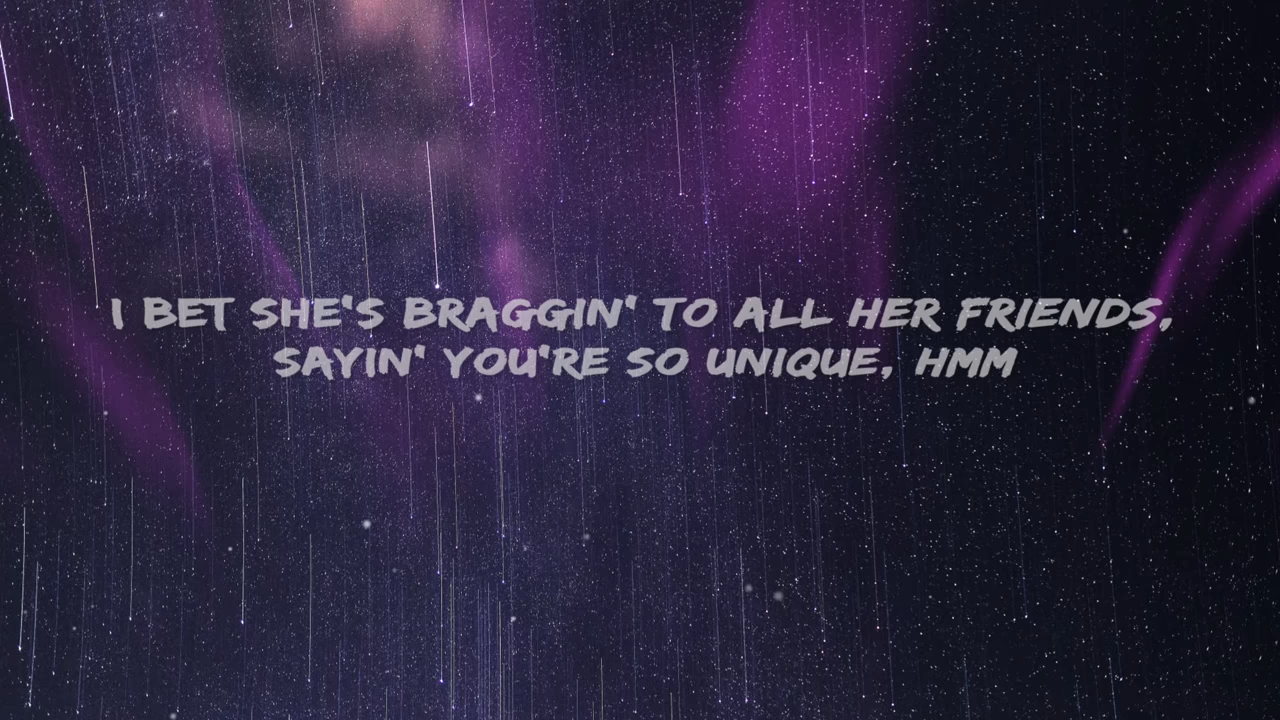 I BET SHE'S BRAGGIN' TO ALL HER FRIENDS,
SAYIN' YOU'RE SO UNIQUE, HMM